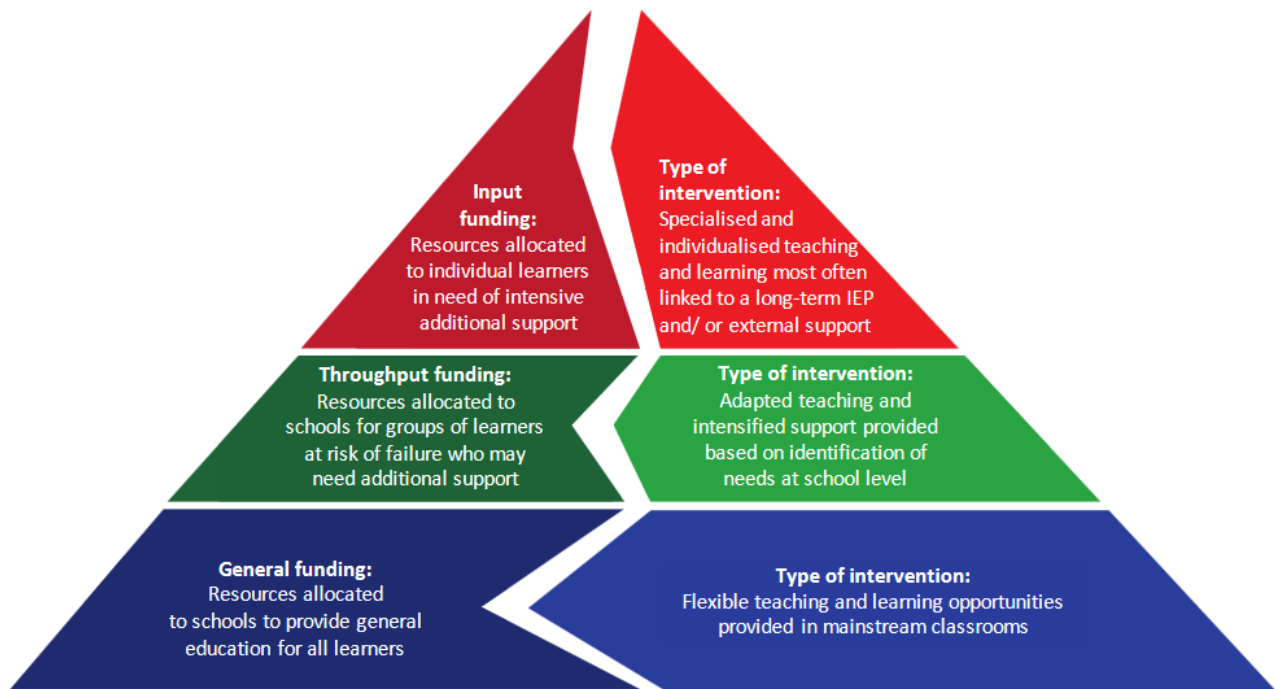 Input
funding:
Resources allocated
to individual learners
in need of intensive
additional support
Type of
intervention:
Specialised and
individualised teaching
and learning most often
linked to a long-term IEP
and/ or external support
Throughput funding:
Resources allocated to
schools for groups of learners
at risk of failure who may
need additional support
Type of intervention:
Adapted teaching and
intensified support provided
based on identification of
needs at school level
General funding:
Resources allocated
to schools to provide general
education for all learners
Type of intervention:
Flexible teaching and learning opportunities
provided in mainstream classrooms